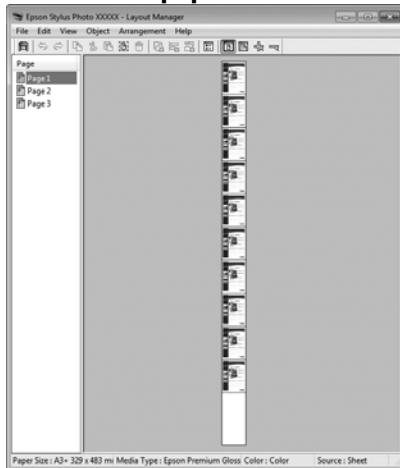 Epson Stylus Photo XXXXX - Layout Manager
File Edit View Object Arrangement Help
Page
Page 1
Page 2
Page 3
Paper Size : A3+ 329 x 483 mi Media Type : Epson Premium Gloss Color : Color Source : Sheet